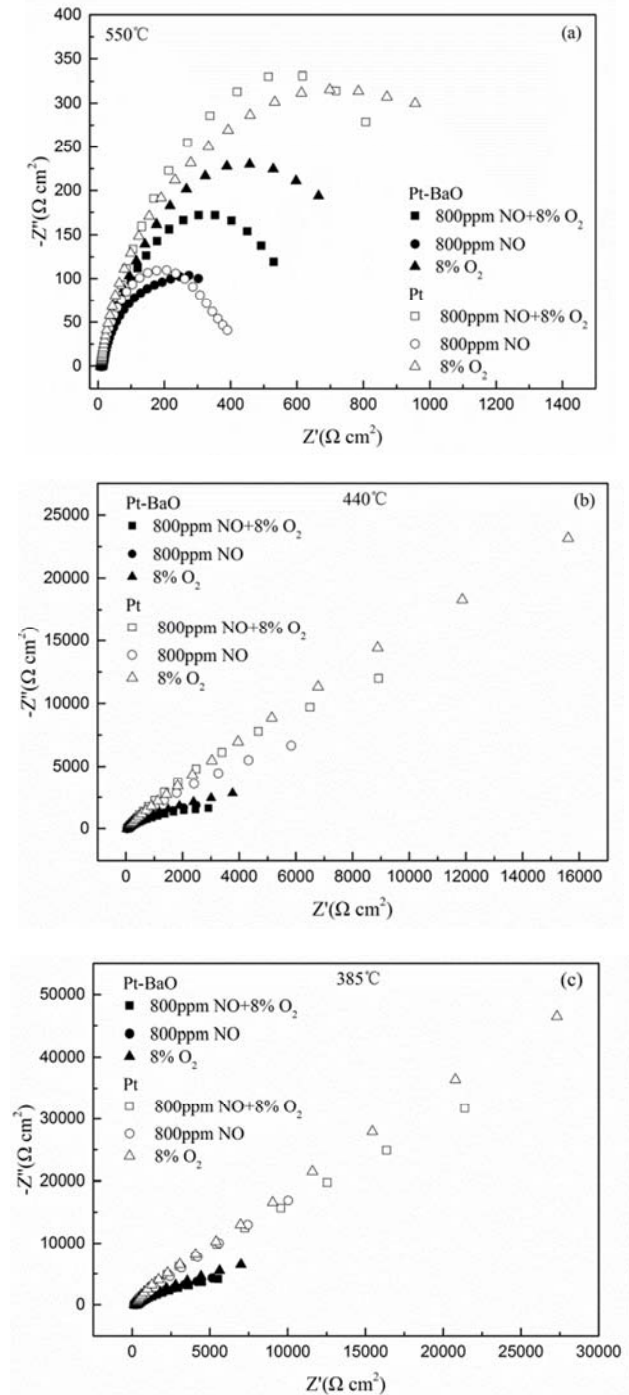 550℃
(a)
400
350
300
250
200
150
100
50
0
-Z"(Ω cm²)
Pt-BaO
800ppm NO+8% O₂
800ppm NO
8% O₂
Pt
800ppm NO+8% O₂
800ppm NO
8% O₂
0 200 400 600 800 1000 1200 1400
Z'(Ω cm²)
440℃
(b)
25000
20000
15000
10000
5000
0
-Z"(Ω cm²)
Pt-BaO
800ppm NO+8% O₂
800ppm NO
8% O₂
Pt
800ppm NO+8% O₂
800ppm NO
8% O₂
0 2000 4000 6000 8000 10000 12000 14000 16000
Z'(Ω cm²)
385℃
(c)
50000
40000
30000
20000
10000
0
-Z"(Ω cm²)
Pt-BaO
800ppm NO+8% O₂
800ppm NO
8% O₂
Pt
800ppm NO+8% O₂
800ppm NO
8% O₂
0 5000 10000 15000 20000 25000 30000
Z'(Ω cm²)